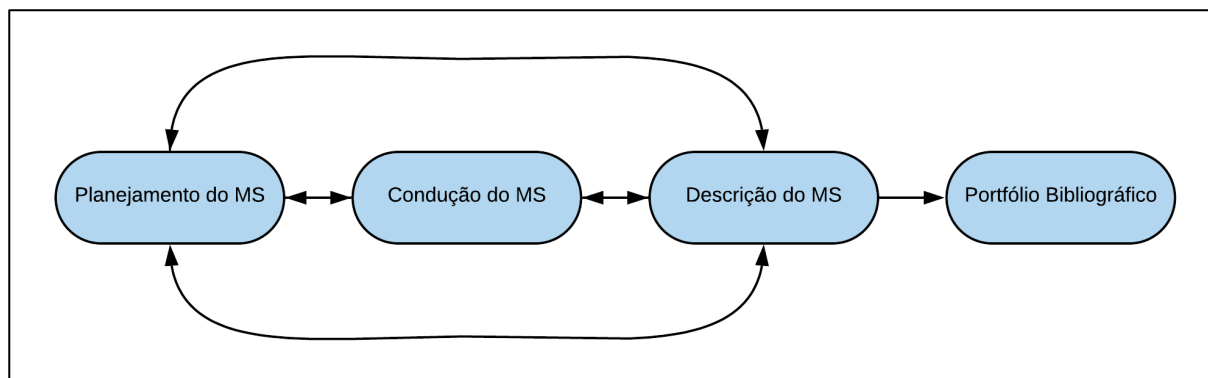 Planejamento do MS
Condução do MS
Descrição do MS
Portfólio Bibliográfico